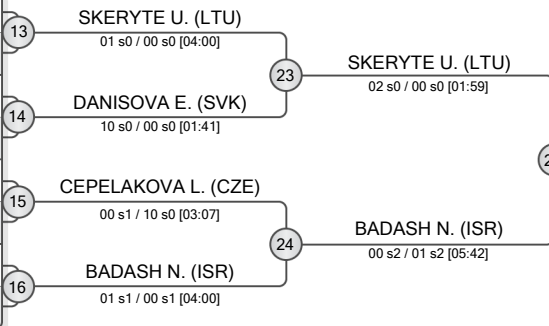 13
SKERYTE U. (LTU)
01 s0 / 00 s0 [04:00]
23
SKERYTE U. (LTU)
02 s0 / 00 s0 [01:59]
14
DANISOVA E. (SVK)
10 s0 / 00 s0 [01:41]
15
CEPELAKOVA L. (CZE)
00 s1 / 10 s0 [03:07]
24
BADASH N. (ISR)
00 s2 / 01 s2 [05:42]
16
BADASH N. (ISR)
01 s1 / 00 s1 [04:00]